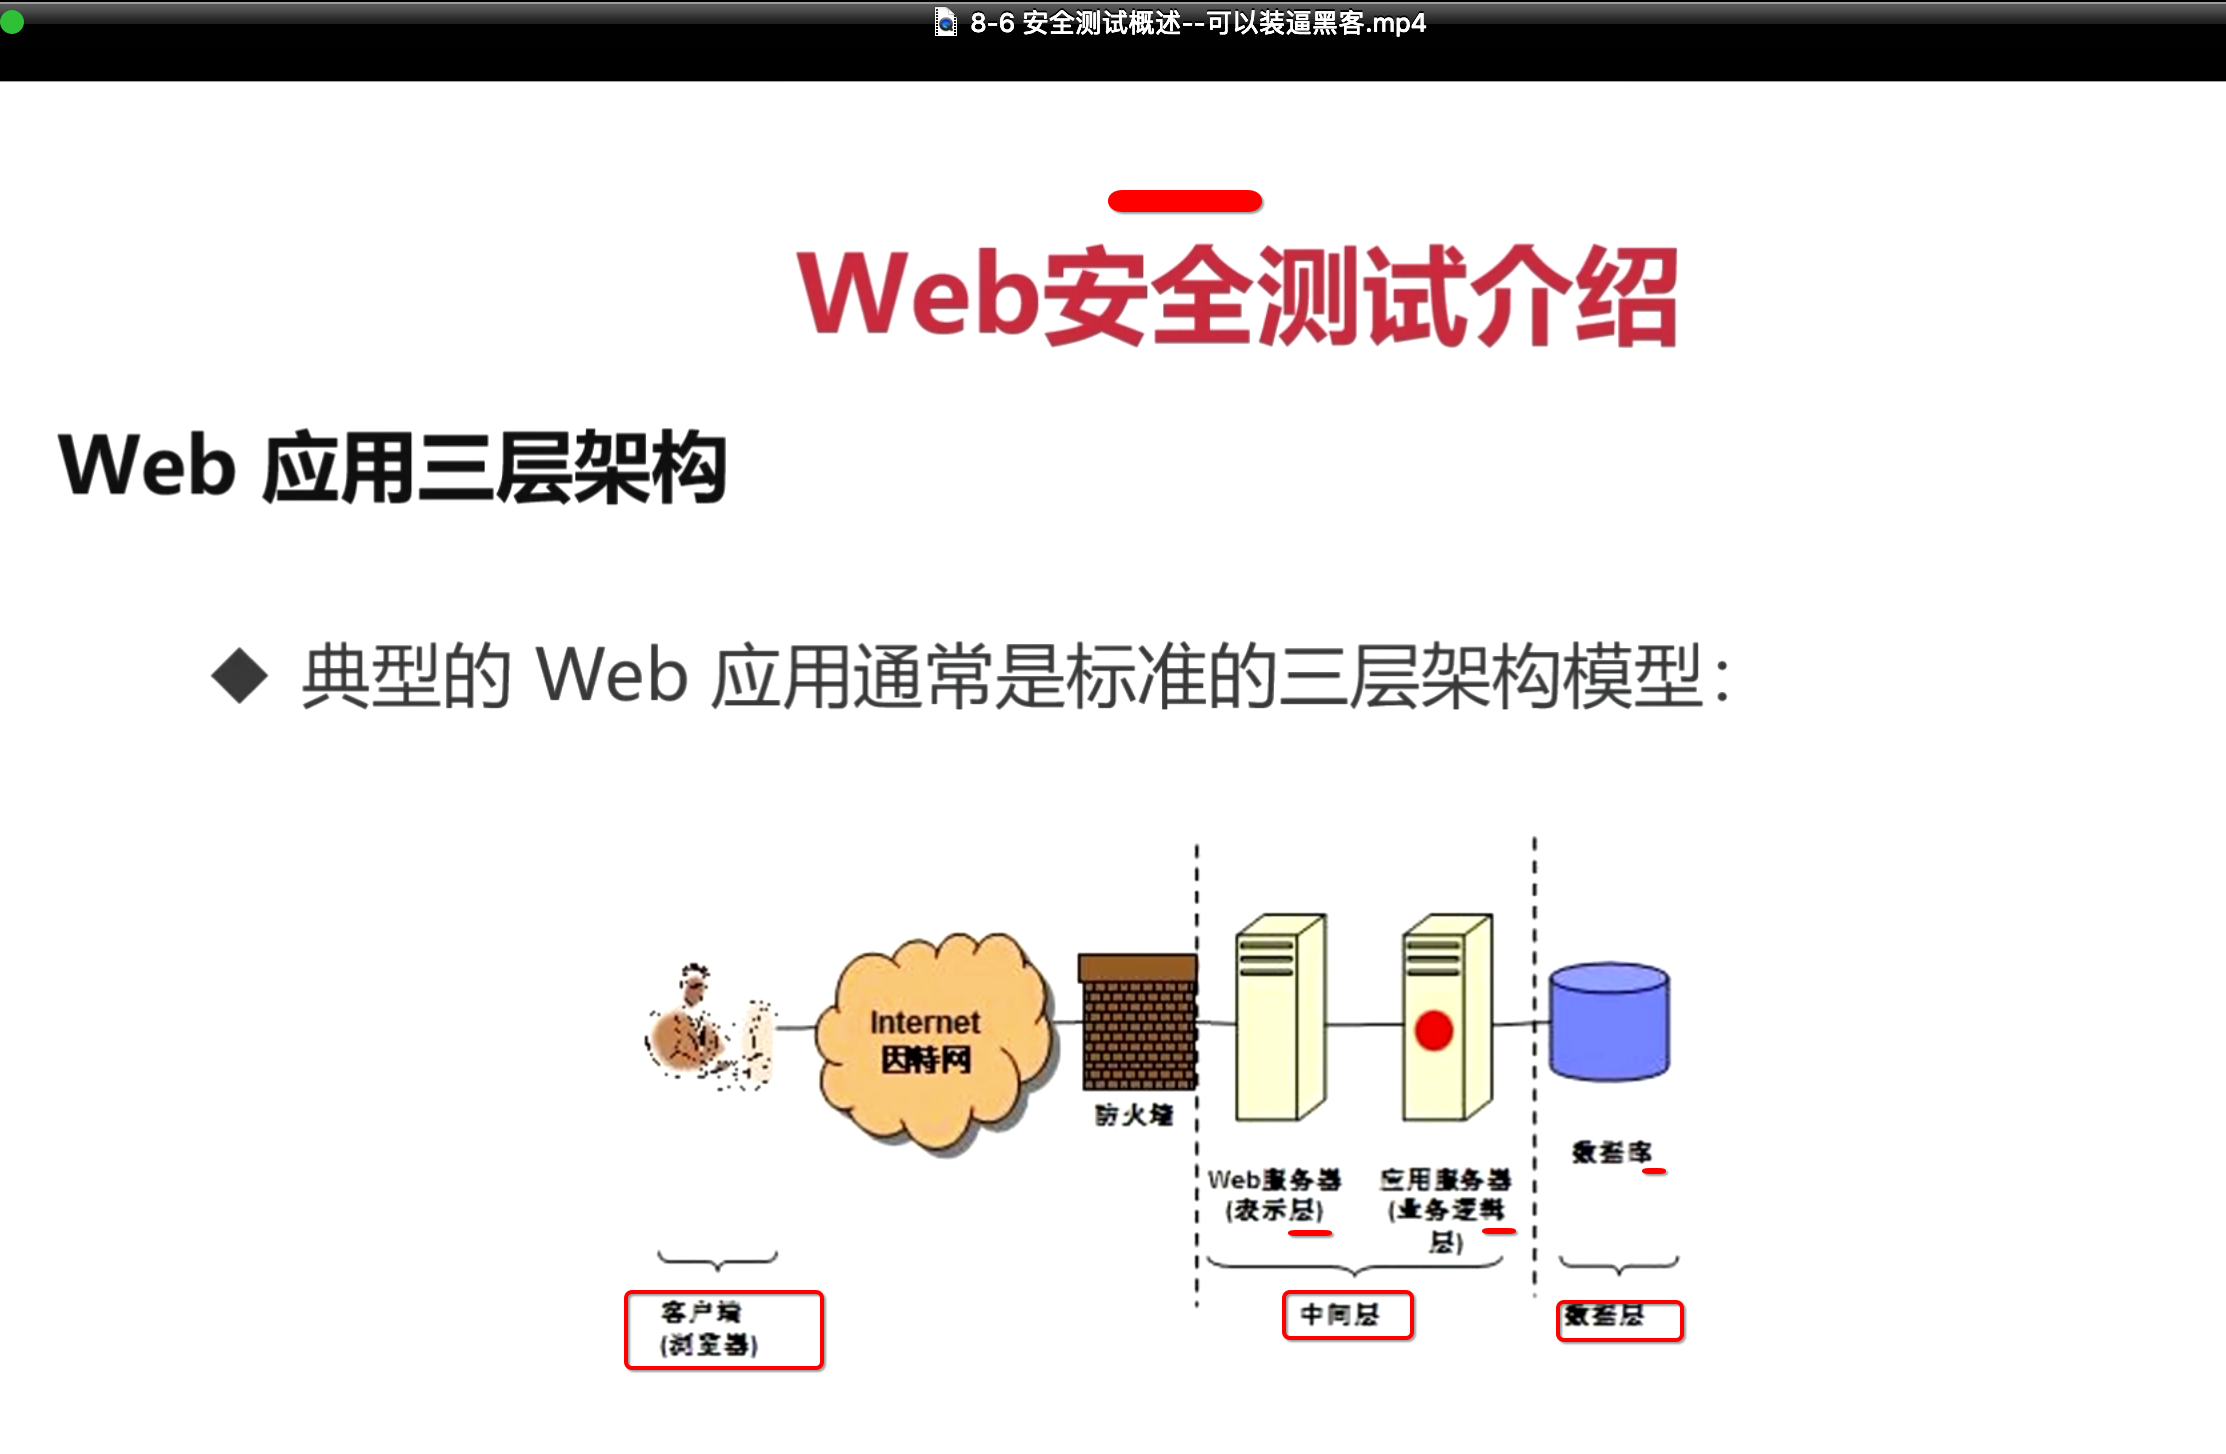 8-6 安全测试概述--可以装逼黑客.mp4
Web安全测试介绍
Web 应用三层架构
典型的 Web 应用通常是标准的三层架构模型：
Internet
因特网
防火墙
Web服务器
(表示层)
应用服务器
(业务逻辑
层)
数据库
客户端
(浏览器)
中间层
数据层